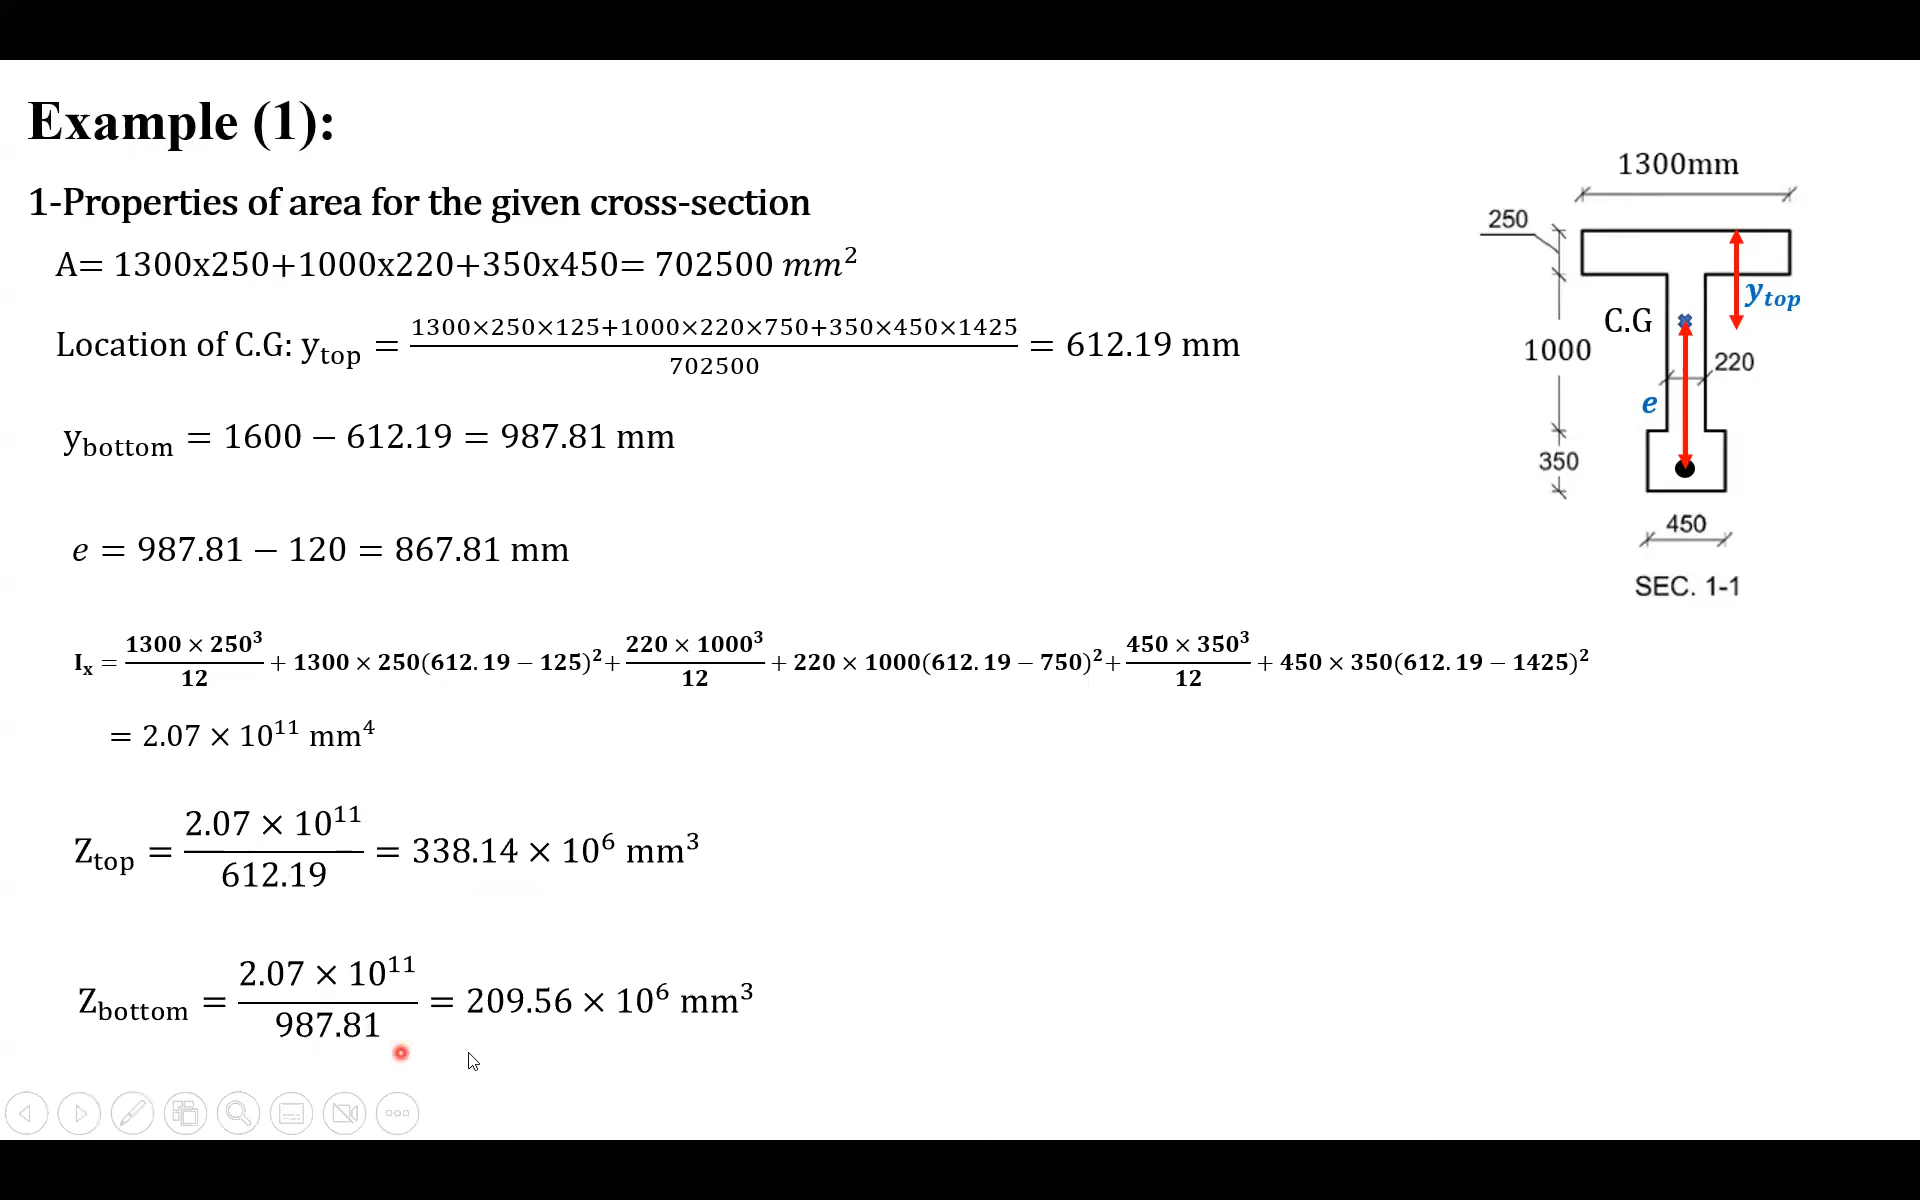 Example (1):
1-Properties of area for the given cross-section
A= 1300x250+1000x220+350x450= 702500 mm²
Location of C.G: y_top = (1300×250×125+1000×220×750+350×450×1425)/702500 = 612.19 mm
y_bottom = 1600 − 612.19 = 987.81 mm
e = 987.81 − 120 = 867.81 mm
I_x = (1300 × 250³)/12 + 1300 × 250(612.19 − 125)² + (220 × 1000³)/12 + 220 × 1000(612.19 − 750)² + (450 × 350³)/12 + 450 × 350(612.19 − 1425)²
= 2.07 × 10¹¹ mm⁴
Z_top = (2.07 × 10¹¹)/612.19 = 338.14 × 10⁶ mm³
Z_bottom = (2.07 × 10¹¹)/987.81 = 209.56 × 10⁶ mm³
1300mm
250
y_top
C.G
1000
220
e
350
450
SEC. 1-1